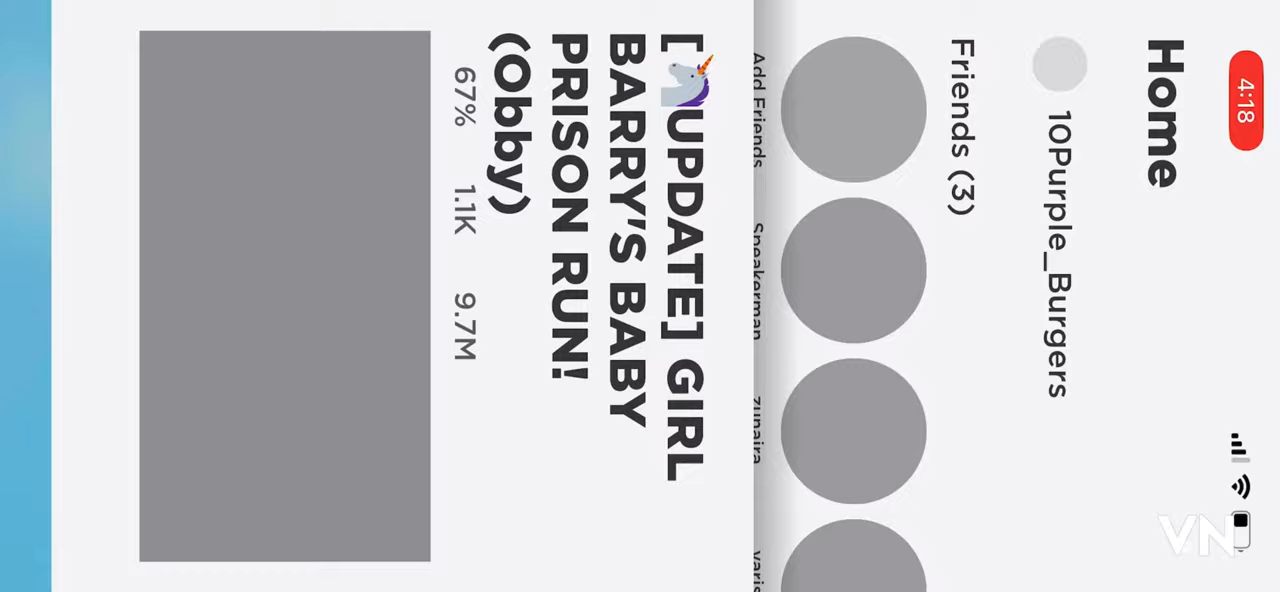 4:18
Home
10Purple_Burgers
Friends (3)
Add Friends
Speakerman
zunaira
[🦄UPDATE] GIRL
BARRY'S BABY
PRISON RUN!
(Obby)
67% 1.1K 9.7M
VN